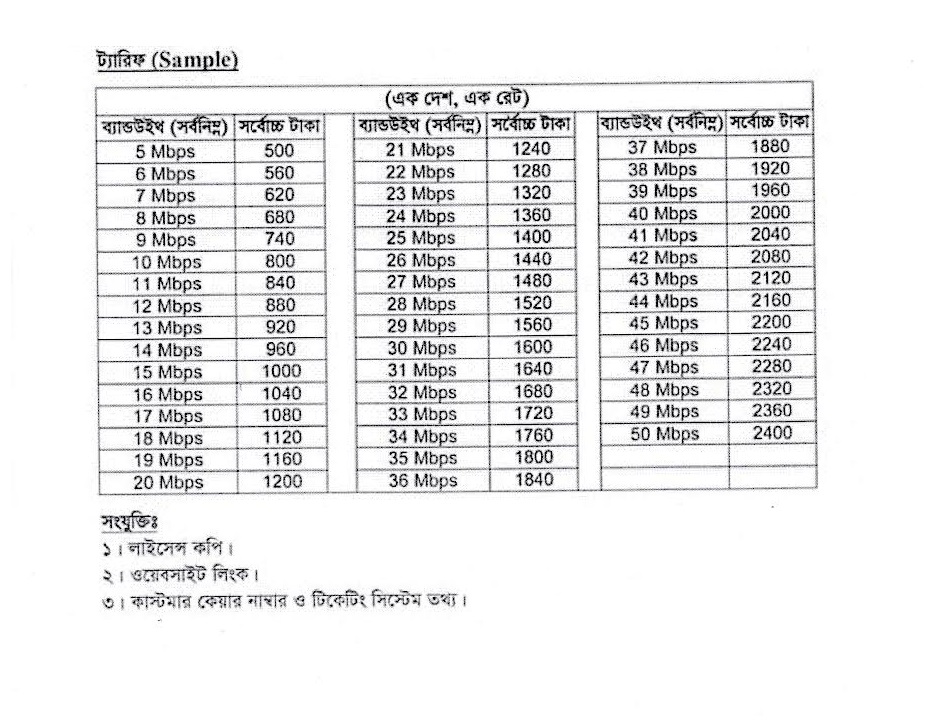 ট্যারিফ (Sample)
(এক দেশ, এক রেট)
ব্যান্ডউইথ (সর্বনিম্ন) সর্বোচ্চ টাকা ব্যান্ডউইথ (সর্বনিম্ন) সর্বোচ্চ টাকা ব্যান্ডউইথ (সর্বনিম্ন) সর্বোচ্চ টাকা
5 Mbps 500 21 Mbps 1240 37 Mbps 1880
6 Mbps 560 22 Mbps 1280 38 Mbps 1920
7 Mbps 620 23 Mbps 1320 39 Mbps 1960
8 Mbps 680 24 Mbps 1360 40 Mbps 2000
9 Mbps 740 25 Mbps 1400 41 Mbps 2040
10 Mbps 800 26 Mbps 1440 42 Mbps 2080
11 Mbps 840 27 Mbps 1480 43 Mbps 2120
12 Mbps 880 28 Mbps 1520 44 Mbps 2160
13 Mbps 920 29 Mbps 1560 45 Mbps 2200
14 Mbps 960 30 Mbps 1600 46 Mbps 2240
15 Mbps 1000 31 Mbps 1640 47 Mbps 2280
16 Mbps 1040 32 Mbps 1680 48 Mbps 2320
17 Mbps 1080 33 Mbps 1720 49 Mbps 2360
18 Mbps 1120 34 Mbps 1760 50 Mbps 2400
19 Mbps 1160 35 Mbps 1800
20 Mbps 1200 36 Mbps 1840
সংযুক্তিঃ
১। লাইসেন্স কপি।
২। ওয়েবসাইট লিংক।
৩। কাস্টমার কেয়ার নাম্বার ও টিকেটিং সিস্টেম তথ্য।